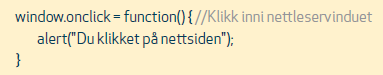 window.onclick = function() { //Klikk inni nettleservinduet
alert("Du klikket på nettsiden");
}